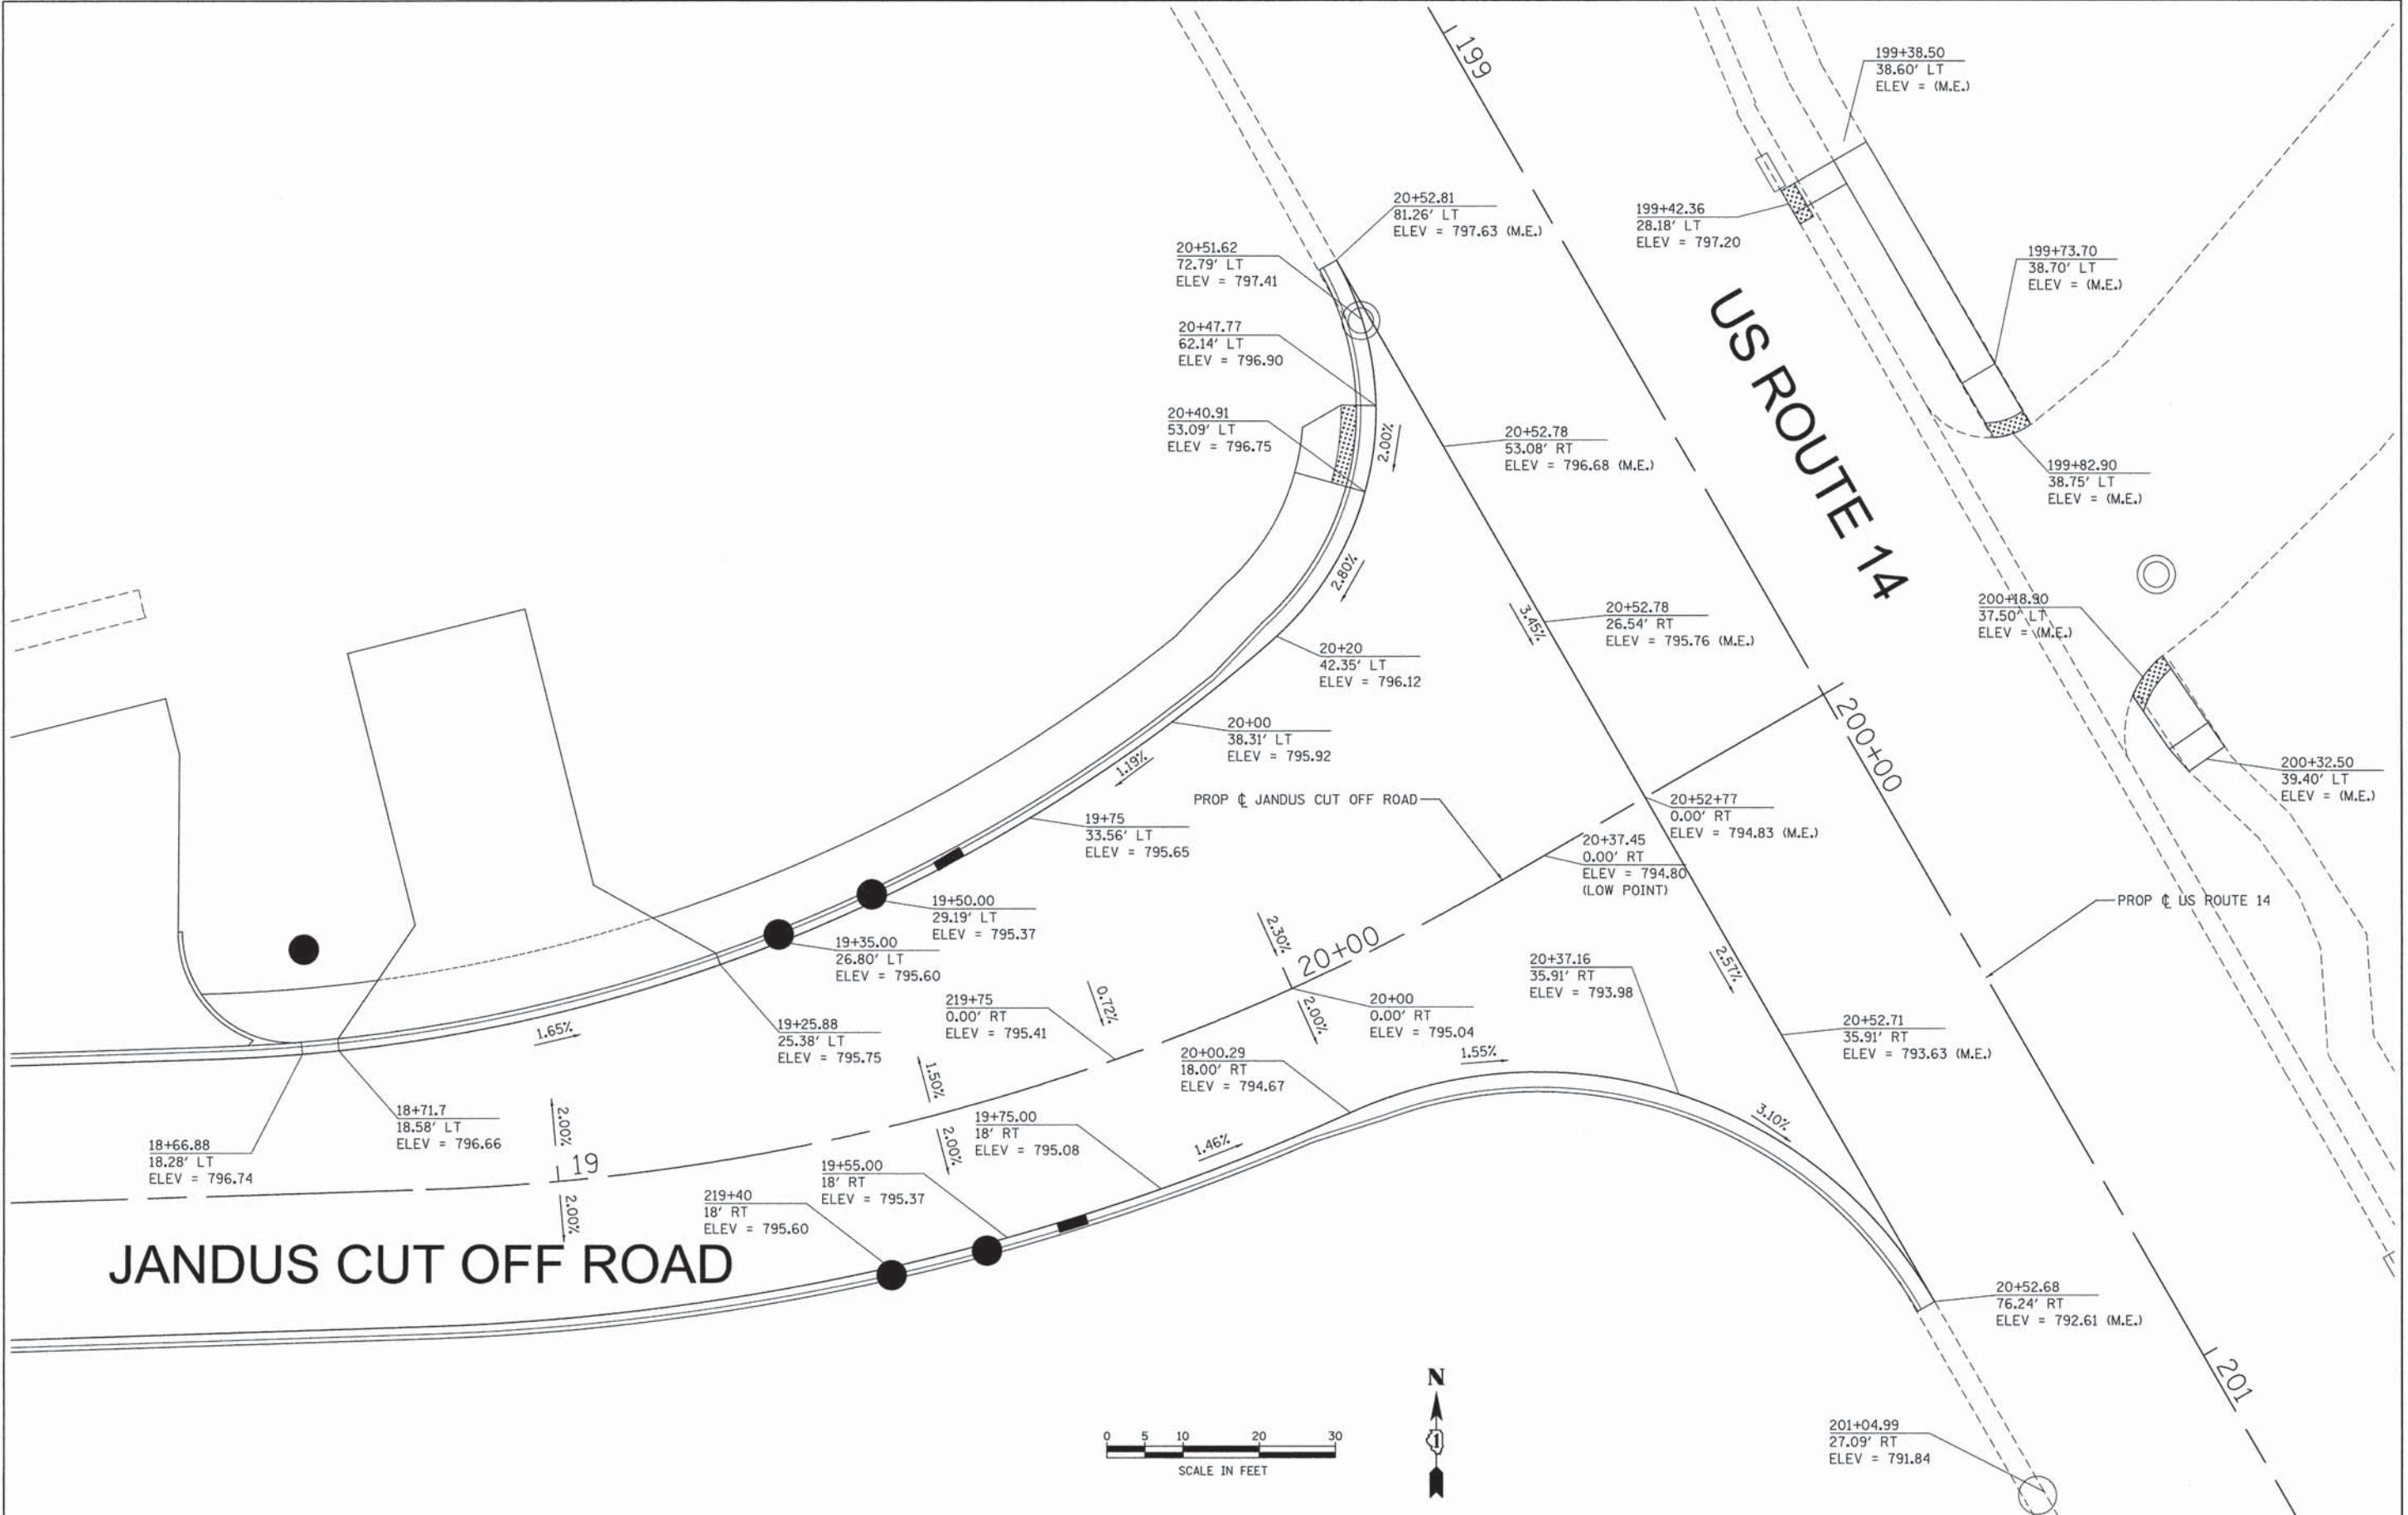 199
199+38.50
38.60' LT
ELEV = (M.E.)
20+52.81
81.26' LT
ELEV = 797.63 (M.E.)
199+42.36
28.18' LT
ELEV = 797.20
20+51.62
72.79' LT
ELEV = 797.41
199+73.70
38.70' LT
ELEV = (M.E.)
20+47.77
62.14' LT
ELEV = 796.90
US ROUTE 14
20+40.91
53.09' LT
ELEV = 796.75
2.00%
20+52.78
53.08' RT
ELEV = 796.68 (M.E.)
199+82.90
38.75' LT
ELEV = (M.E.)
2.80%
3.45%
20+52.78
26.54' RT
ELEV = 795.76 (M.E.)
200+18.90
37.50' LT
ELEV = (M.E.)
20+20
42.35' LT
ELEV = 796.12
20+00
38.31' LT
ELEV = 795.92
200+00
1.19%
200+32.50
39.40' LT
ELEV = (M.E.)
PROP ℄ JANDUS CUT OFF ROAD
20+52+77
0.00' RT
ELEV = 794.83 (M.E.)
19+75
33.56' LT
ELEV = 795.65
20+37.45
0.00' RT
ELEV = 794.80
(LOW POINT)
PROP ℄ US ROUTE 14
19+50.00
29.19' LT
ELEV = 795.37
19+35.00
26.80' LT
ELEV = 795.60
2.30%
20+00
2.57%
20+37.16
35.91' RT
ELEV = 793.98
219+75
0.00' RT
ELEV = 795.41
0.72%
20+00
0.00' RT
ELEV = 795.04
2.00%
19+25.88
25.38' LT
ELEV = 795.75
1.65%
20+52.71
35.91' RT
ELEV = 793.63 (M.E.)
20+00.29
18.00' RT
ELEV = 794.67
1.55%
1.50%
18+71.7
18.58' LT
ELEV = 796.66
2.00%
19+75.00
18' RT
ELEV = 795.08
3.10%
18+66.88
18.28' LT
ELEV = 796.74
2.00%
1.46%
19
19+55.00
18' RT
ELEV = 795.37
219+40
18' RT
ELEV = 795.60
2.00%
JANDUS CUT OFF ROAD
20+52.68
76.24' RT
ELEV = 792.61 (M.E.)
201
N
1
201+04.99
27.09' RT
ELEV = 791.84
0 5 10 20 30
SCALE IN FEET